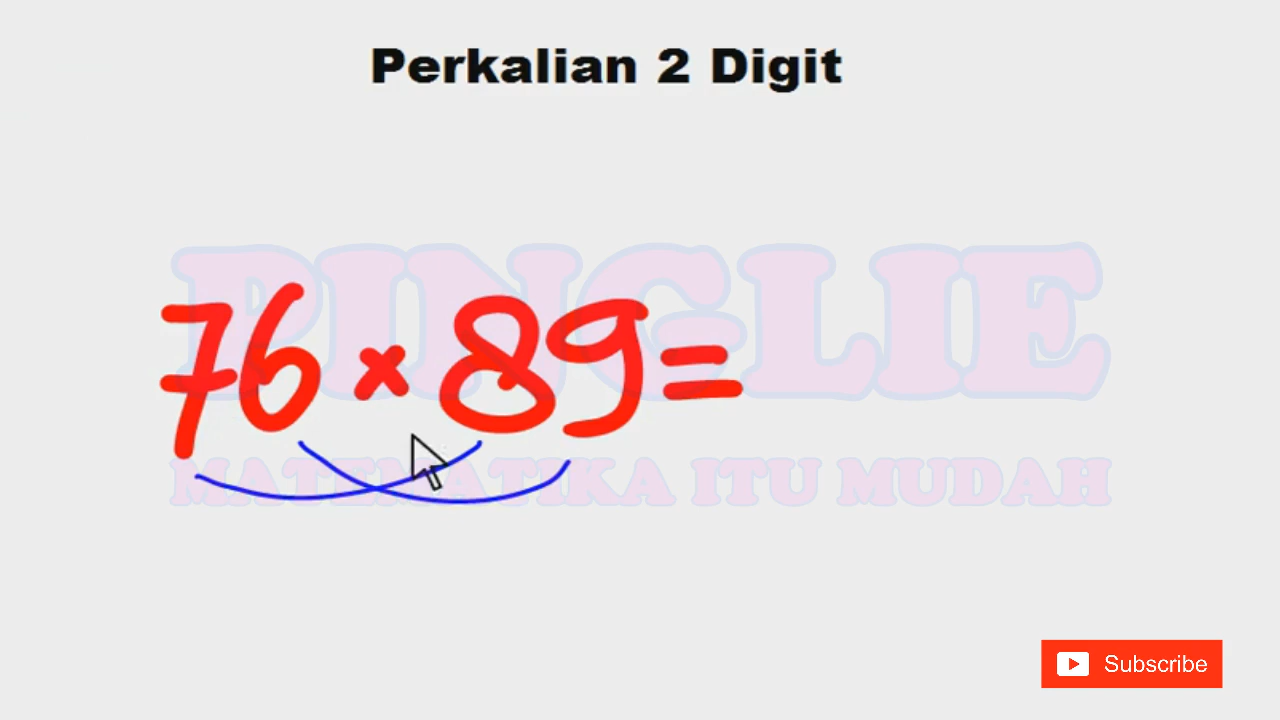 Perkalian 2 Digit
PINGLIE
76 × 89 =
MATEMATIKA ITU MUDAH
Subscribe